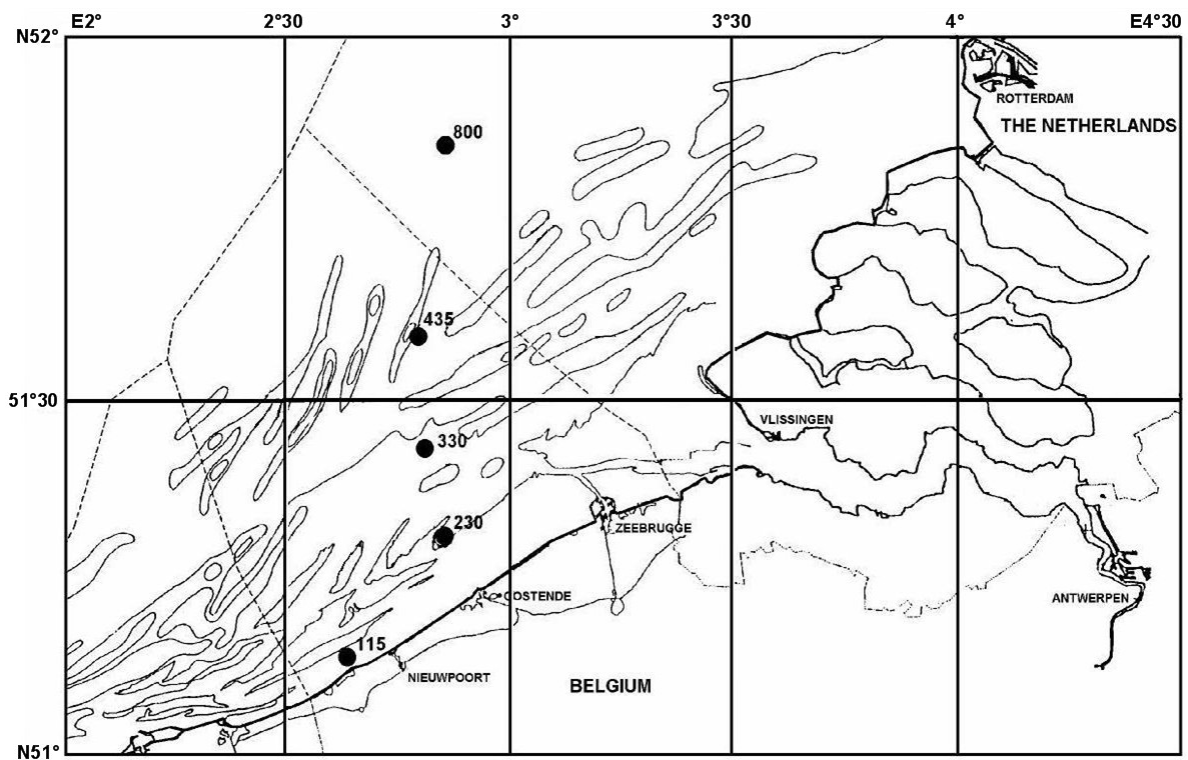 E2° 2°30 3° 3°30 4° E4°30
N52°
ROTTERDAM
THE NETHERLANDS
800
435
51°30
VLISSINGEN
330
230
ZEEBRUGGE
OOSTENDE
ANTWERPEN
115
NIEUWPOORT
BELGIUM
N51°